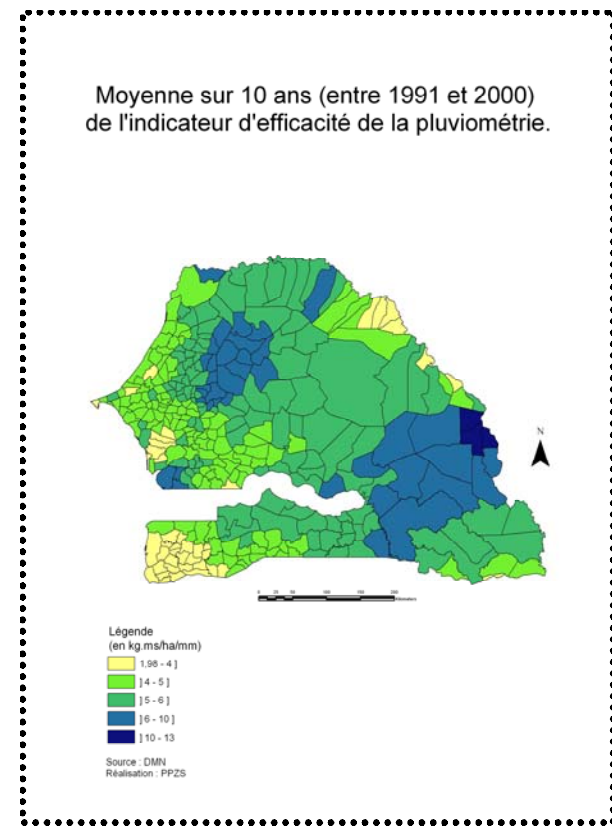 Moyenne sur 10 ans (entre 1991 et 2000)
de l'indicateur d'efficacité de la pluviométrie.
N
Légende
(en kg.ms/ha/mm)
1,98 - 4 ]
] 4 - 5 ]
] 5 - 6 ]
] 6 - 10 ]
] 10 - 13
Source : DMN
Réalisation : PPZS